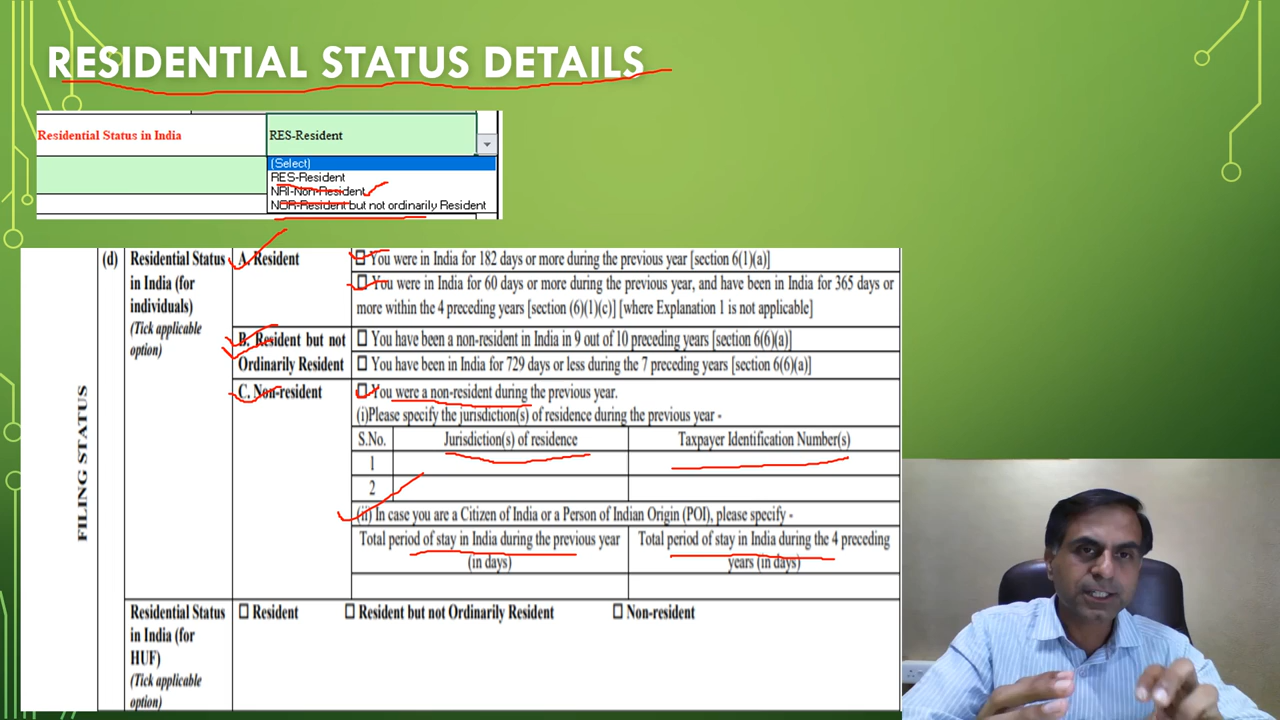 RESIDENTIAL STATUS DETAILS
Residential Status in India
RES-Resident
(Select)
RES-Resident
NRI-Non-Resident
NOR-Resident but not ordinarily Resident
FILING STATUS
(d)
Residential Status
in India (for
individuals)
(Tick applicable
option)
A. Resident
You were in India for 182 days or more during the previous year [section 6(1)(a)]
You were in India for 60 days or more during the previous year, and have been in India for 365 days or
more within the 4 preceding years [section (6)(1)(c)] [where Explanation 1 is not applicable]
B. Resident but not
Ordinarily Resident
You have been a non-resident in India in 9 out of 10 preceding years [section 6(6)(a)]
You have been in India for 729 days or less during the 7 preceding years [section 6(6)(a)]
C. Non-resident
You were a non-resident during the previous year.
(i)Please specify the jurisdiction(s) of residence during the previous year -
S.No. Jurisdiction(s) of residence Taxpayer Identification Number(s)
1
2
(ii) In case you are a Citizen of India or a Person of Indian Origin (POI), please specify -
Total period of stay in India during the previous year
(in days)
Total period of stay in India during the 4 preceding
years (in days)
Residential Status
in India (for
HUF)
(Tick applicable
option)
Resident Resident but not Ordinarily Resident Non-resident